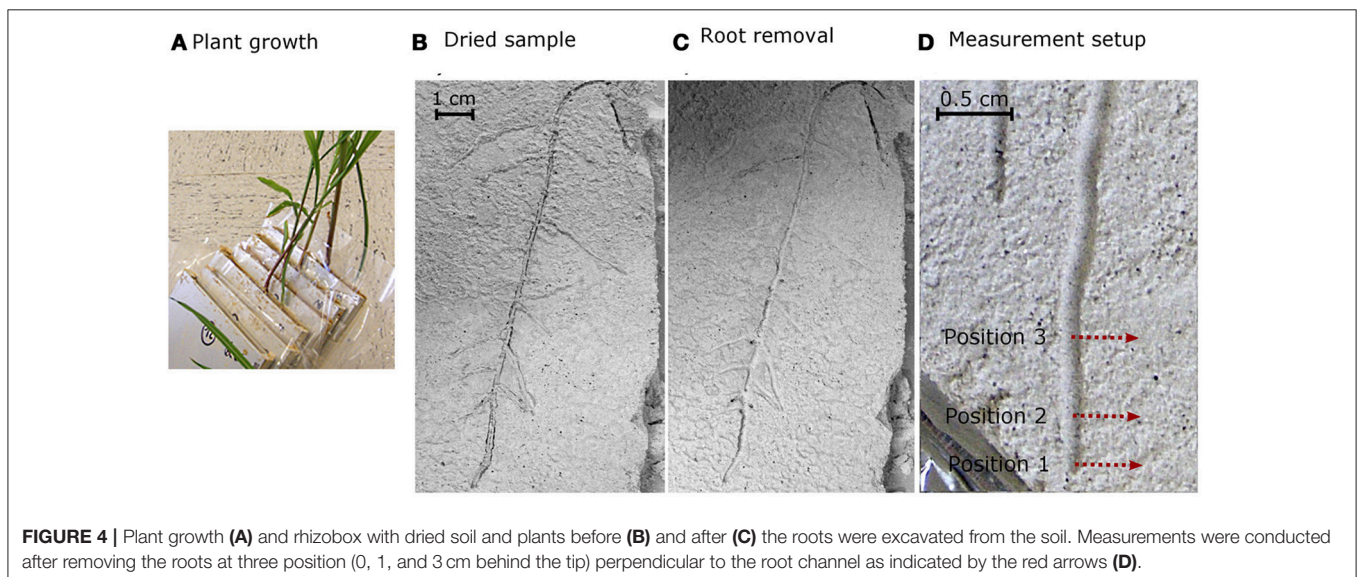 A Plant growth
B Dried sample
C Root removal
D Measurement setup
1 cm
0.5 cm
Position 3
Position 2
Position 1
FIGURE 4 | Plant growth (A) and rhizobox with dried soil and plants before (B) and after (C) the roots were excavated from the soil. Measurements were conducted
after removing the roots at three position (0, 1, and 3 cm behind the tip) perpendicular to the root channel as indicated by the red arrows (D).